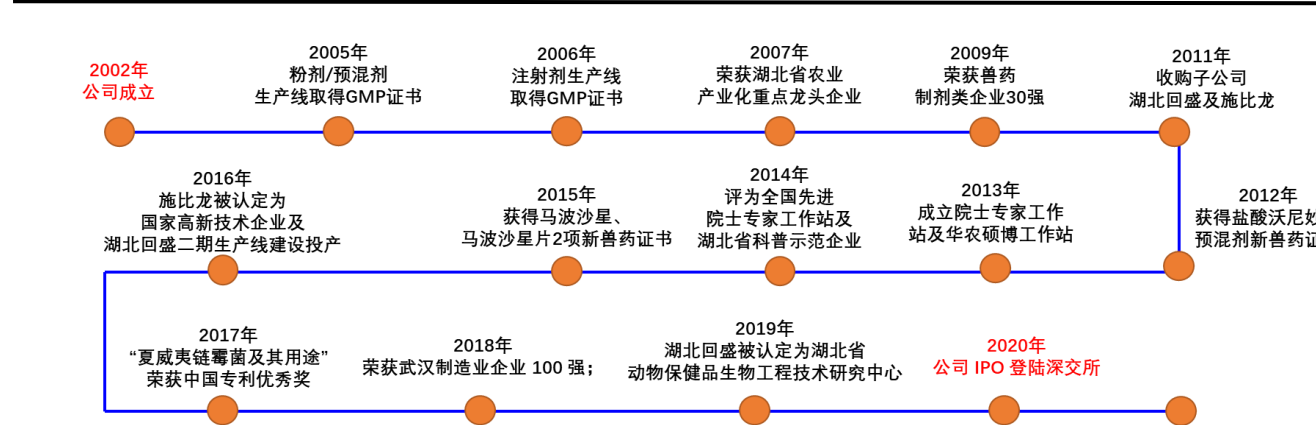 2002年
公司成立
2005年
粉剂/预混剂
生产线取得GMP证书
2006年
注射剂生产线
取得GMP证书
2007年
荣获湖北省农业
产业化重点龙头企业
2009年
荣获兽药
制剂类企业30强
2011年
收购子公司
湖北回盛及施比龙
2012年
获得盐酸沃尼
预混剂新兽药
2013年
成立院士专家工作
站及华农硕博工作站
2014年
评为全国先进
院士专家工作站及
湖北省科普示范企业
2015年
获得马波沙星、
马波沙星片2项新兽药证书
2016年
施比龙被认定为
国家高新技术企业及
湖北回盛二期生产线建设投产
2017年
“夏威夷链霉菌及其用途”
荣获中国专利优秀奖
2018年
荣获武汉制造业企业 100 强；
2019年
湖北回盛被认定为湖北省
动物保健品生物工程技术研究中心
2020年
公司 IPO 登陆深交所